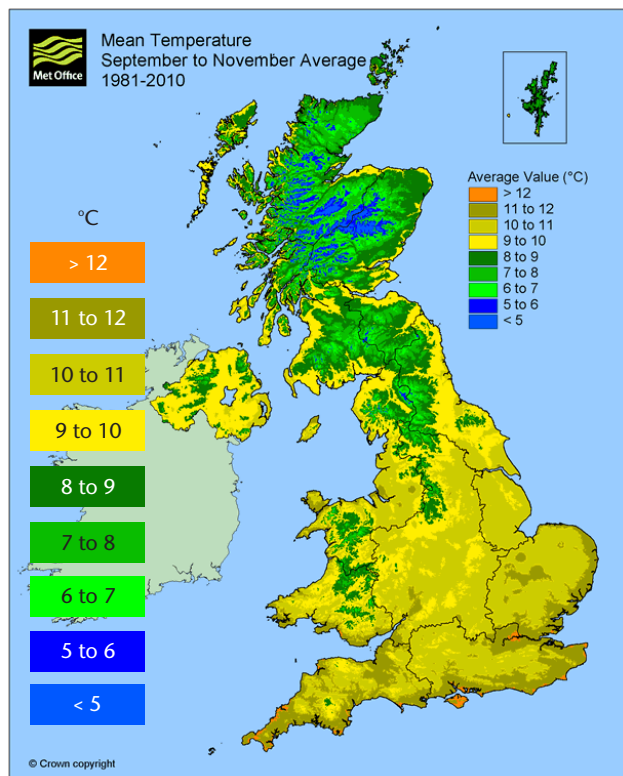 Met Office
Mean Temperature
September to November Average
1981-2010
Average Value (°C)
> 12
11 to 12
10 to 11
9 to 10
8 to 9
7 to 8
6 to 7
5 to 6
< 5
°C
> 12
11 to 12
10 to 11
9 to 10
8 to 9
7 to 8
6 to 7
5 to 6
< 5
© Crown copyright